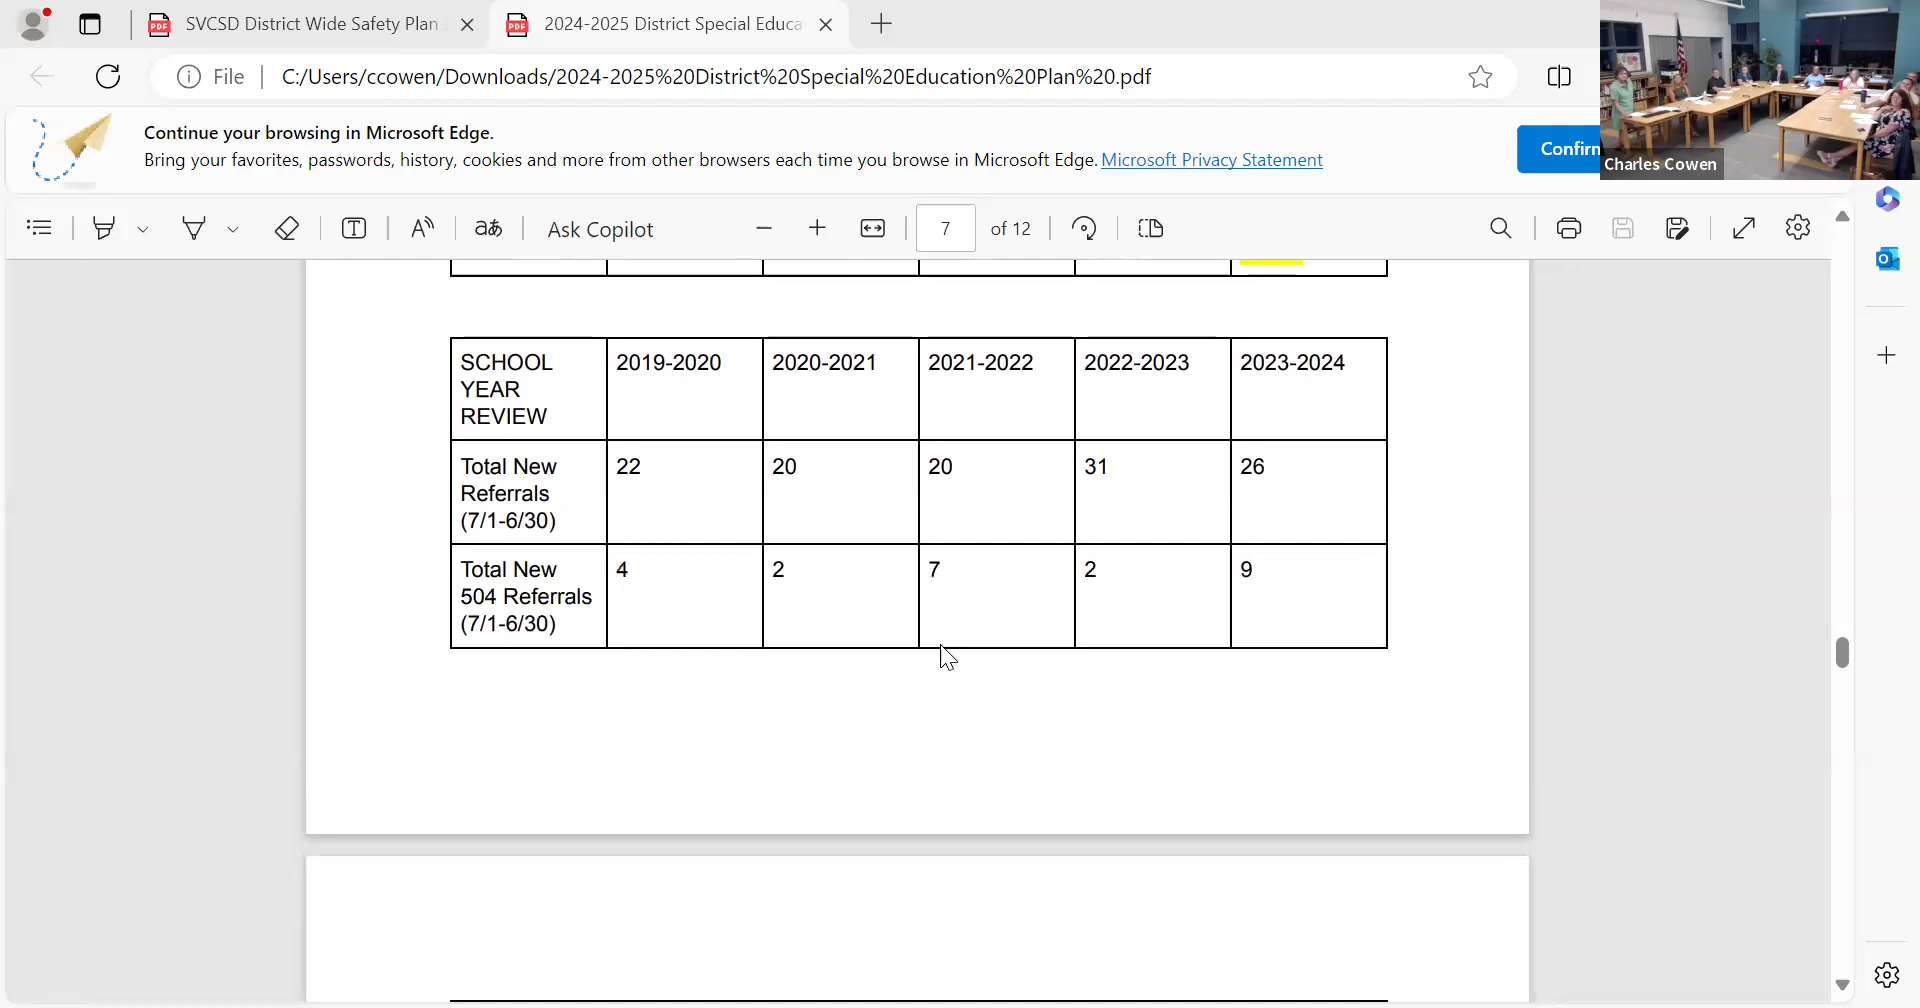 SVCSD District Wide Safety Plan
2024-2025 District Special Educa
File
C:/Users/ccowen/Downloads/2024-2025%20District%20Special%20Education%20Plan%20.pdf
Continue your browsing in Microsoft Edge.
Bring your favorites, passwords, history, cookies and more from other browsers each time you browse in Microsoft Edge. Microsoft Privacy Statement
Confirm
Charles Cowen
Ask Copilot
7 of 12
SCHOOL YEAR REVIEW 2019-2020 2020-2021 2021-2022 2022-2023 2023-2024
Total New Referrals (7/1-6/30) 22 20 20 31 26
Total New 504 Referrals (7/1-6/30) 4 2 7 2 9